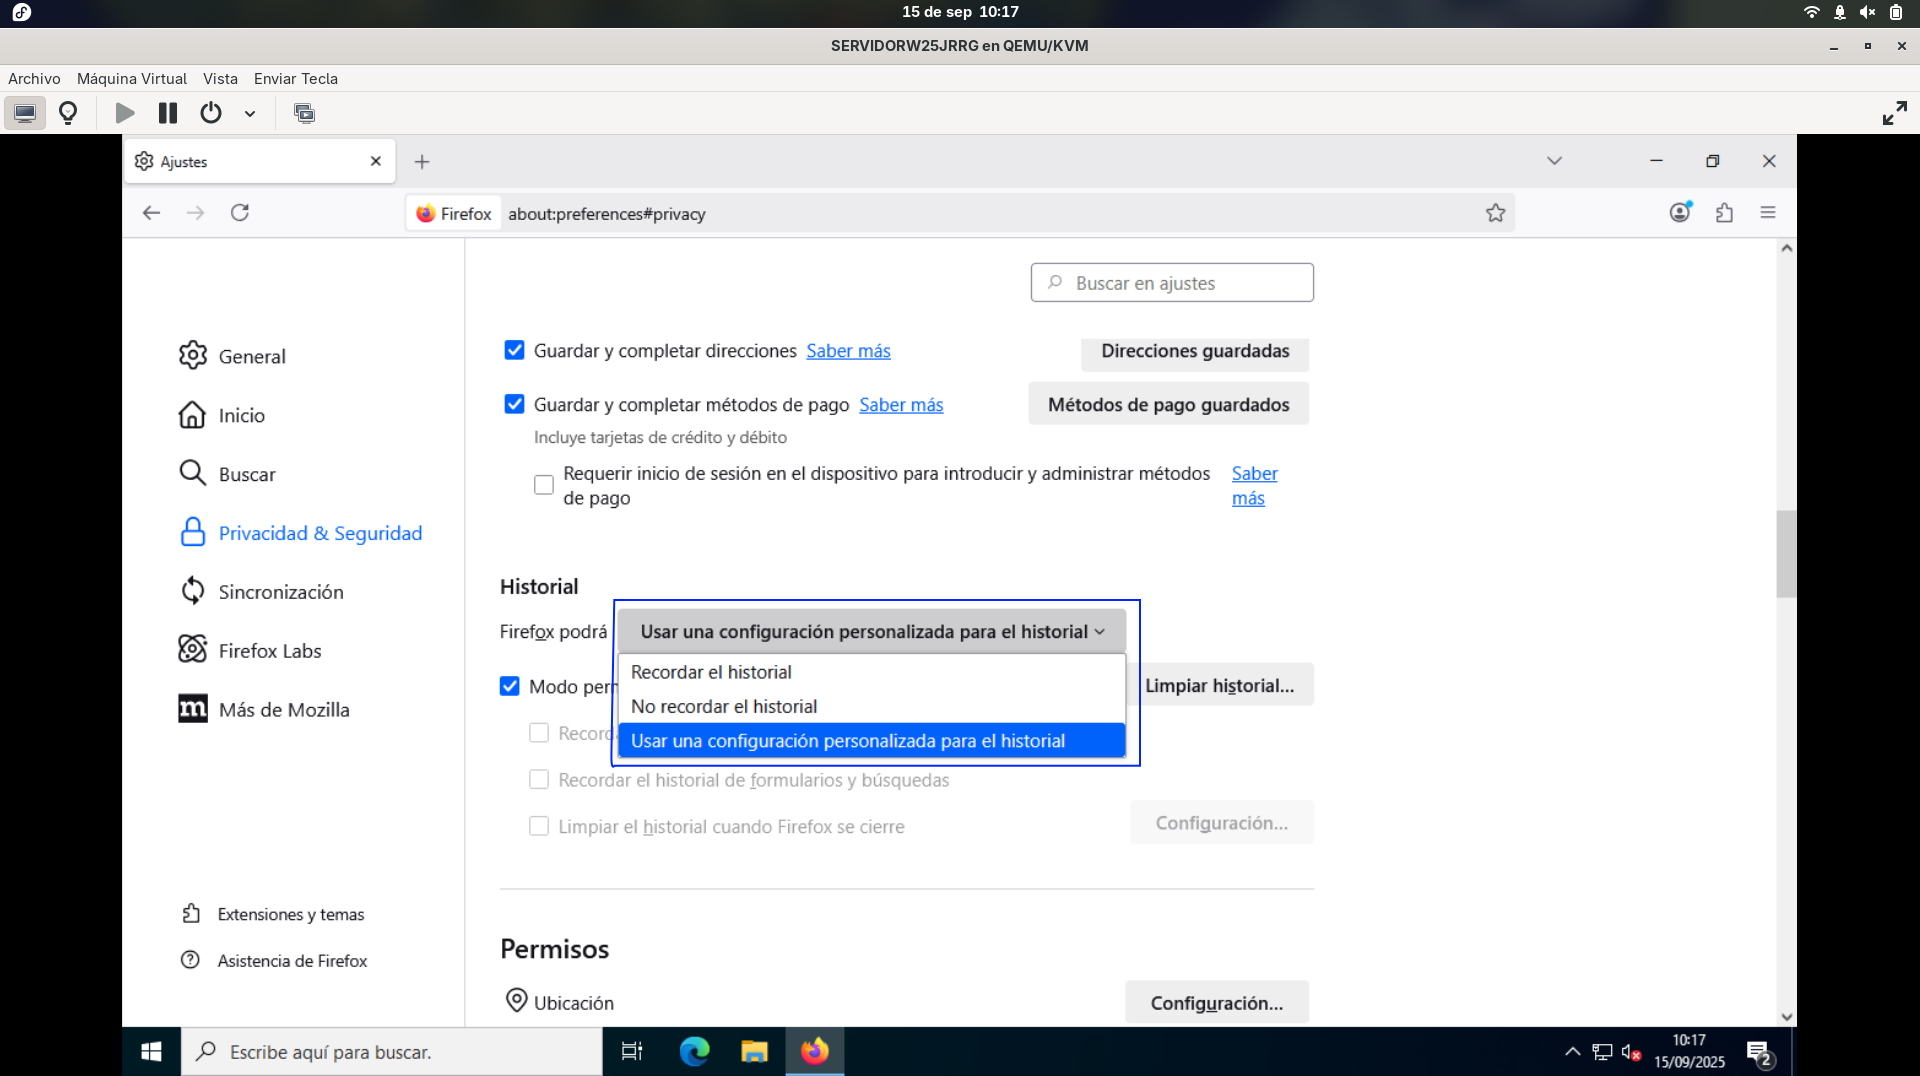 15 de sep 10:17
SERVIDORW25JRRG en QEMU/KVM
Archivo Máquina Virtual Vista Enviar Tecla
Ajustes
Firefox about:preferences#privacy
Buscar en ajustes
Guardar y completar direcciones Saber más Direcciones guardadas
Guardar y completar métodos de pago Saber más Métodos de pago guardados
Incluye tarjetas de crédito y débito
Requerir inicio de sesión en el dispositivo para introducir y administrar métodos de pago Saber más
General
Inicio
Buscar
Privacidad & Seguridad
Sincronización
Firefox Labs
Más de Mozilla
Historial
Firefox podrá Usar una configuración personalizada para el historial
Recordar el historial
No recordar el historial
Usar una configuración personalizada para el historial
Modo perm Limpiar historial...
Recorda
Recordar el historial de formularios y búsquedas
Limpiar el historial cuando Firefox se cierre Configuración...
Extensiones y temas
Asistencia de Firefox
Permisos
Ubicación Configuración...
Escribe aquí para buscar.
10:17
15/09/2025
2